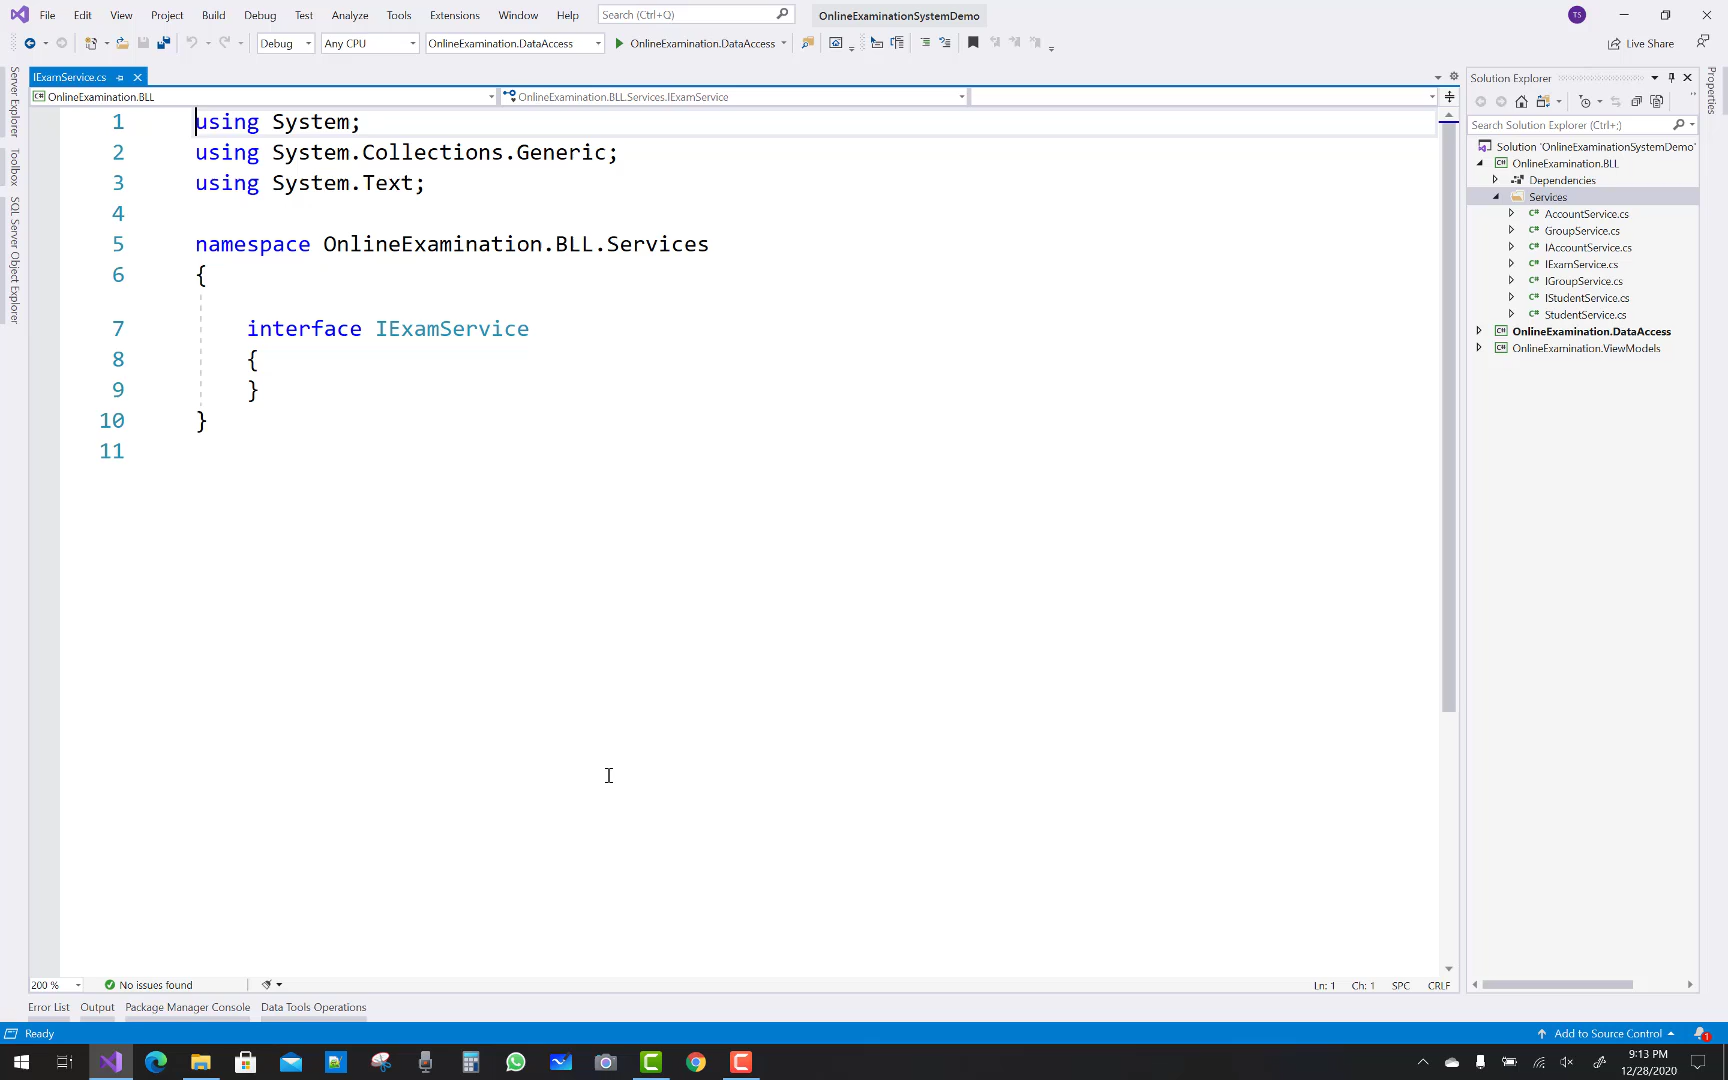 File Edit View Project Build Debug Test Analyze Tools Extensions Window Help Search (Ctrl+Q) OnlineExaminationSystemDemo TS
Debug Any CPU OnlineExamination.DataAccess OnlineExamination.DataAccess Live Share
IExamService.cs
OnlineExamination.BLL OnlineExamination.BLL.Services.IExamService
1 using System;
2 using System.Collections.Generic;
3 using System.Text;
4
5 namespace OnlineExamination.BLL.Services
6 {
7 interface IExamService
8 {
9 }
10 }
11
Server Explorer
Toolbox
SQL Server Object Explorer
Solution Explorer
Search Solution Explorer (Ctrl+;)
Solution 'OnlineExaminationSystemDemo'
OnlineExamination.BLL
Dependencies
Services
C# AccountService.cs
C# GroupService.cs
C# IAccountService.cs
C# IExamService.cs
C# IGroupService.cs
C# IStudentService.cs
C# StudentService.cs
C# OnlineExamination.DataAccess
C# OnlineExamination.ViewModels
Properties
200 % No issues found Ln: 1 Ch: 1 SPC CRLF
Error List Output Package Manager Console Data Tools Operations
Ready Add to Source Control 1
9:13 PM
12/28/2020